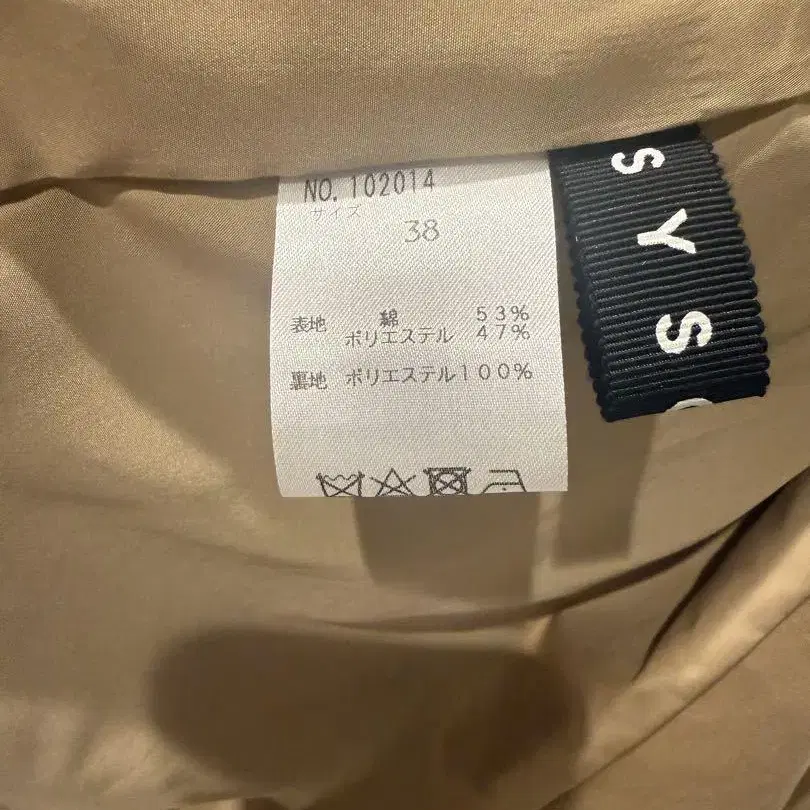 NO. 102014
サイズ
38
表地 綿 53%
ポリエステル 47%
裏地 ポリエステル100%
S Y S